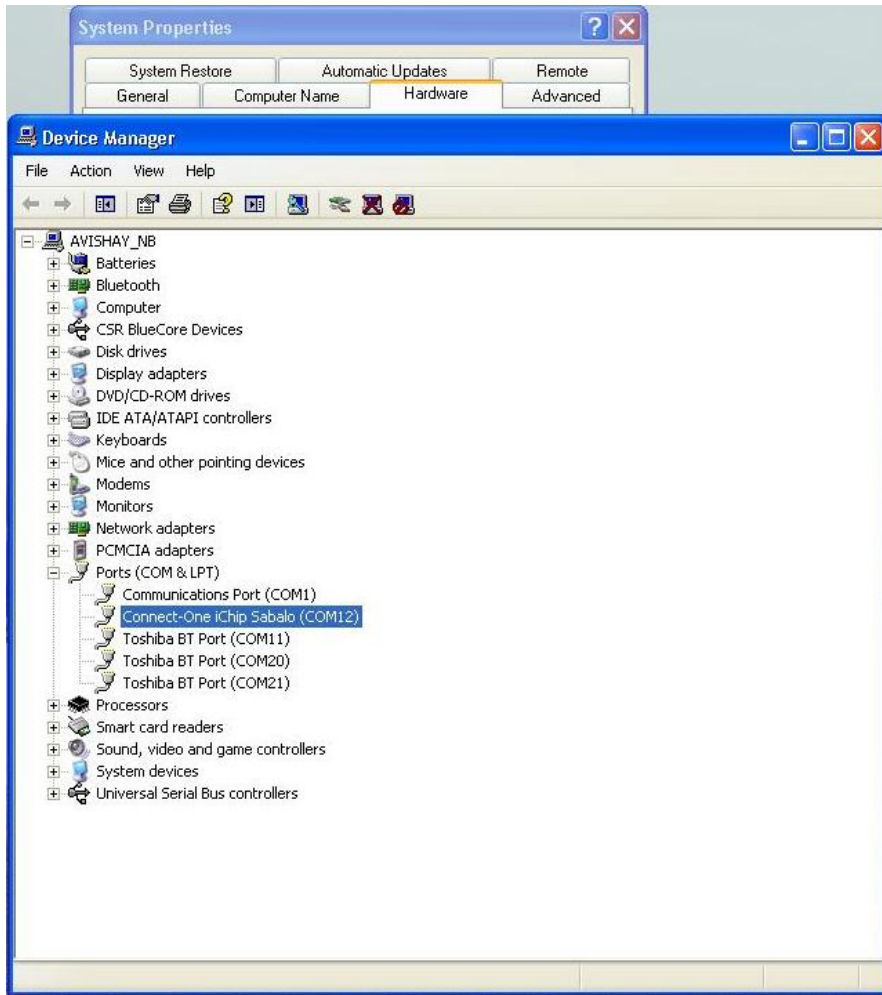 System Properties
System Restore Automatic Updates Remote
General Computer Name Hardware Advanced
Device Manager
File Action View Help
AVISHAY_NB
Batteries
Bluetooth
Computer
CSR BlueCore Devices
Disk drives
Display adapters
DVD/CD-ROM drives
IDE ATA/ATAPI controllers
Keyboards
Mice and other pointing devices
Modems
Monitors
Network adapters
PCMCIA adapters
Ports (COM & LPT)
Communications Port (COM1)
Connect-One iChip Sabalo (COM12)
Toshiba BT Port (COM11)
Toshiba BT Port (COM20)
Toshiba BT Port (COM21)
Processors
Smart card readers
Sound, video and game controllers
System devices
Universal Serial Bus controllers